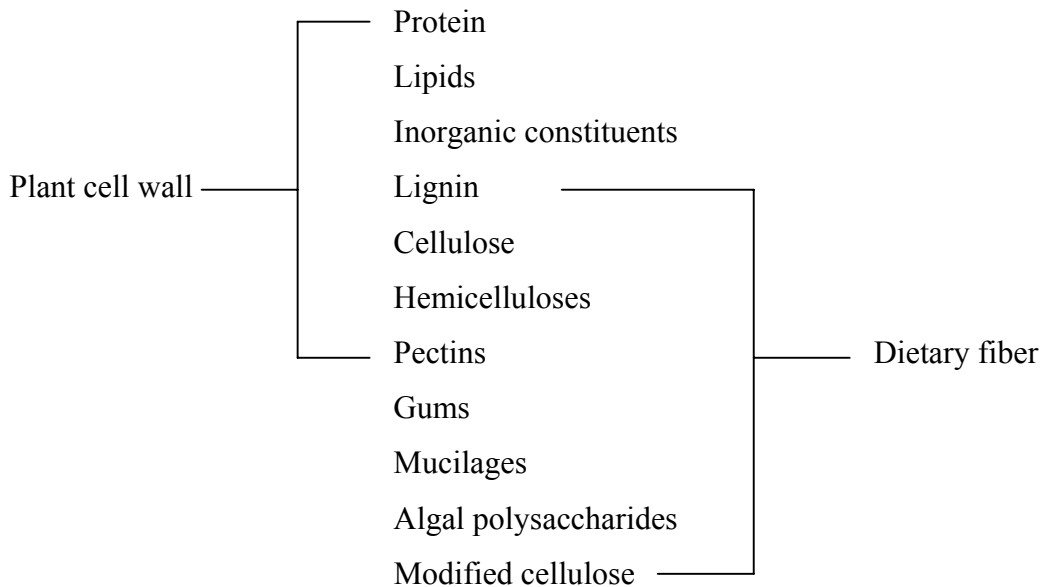 Protein
Lipids
Inorganic constituents
Plant cell wall
Lignin
Cellulose
Hemicelluloses
Pectins
Dietary fiber
Gums
Mucilages
Algal polysaccharides
Modified cellulose